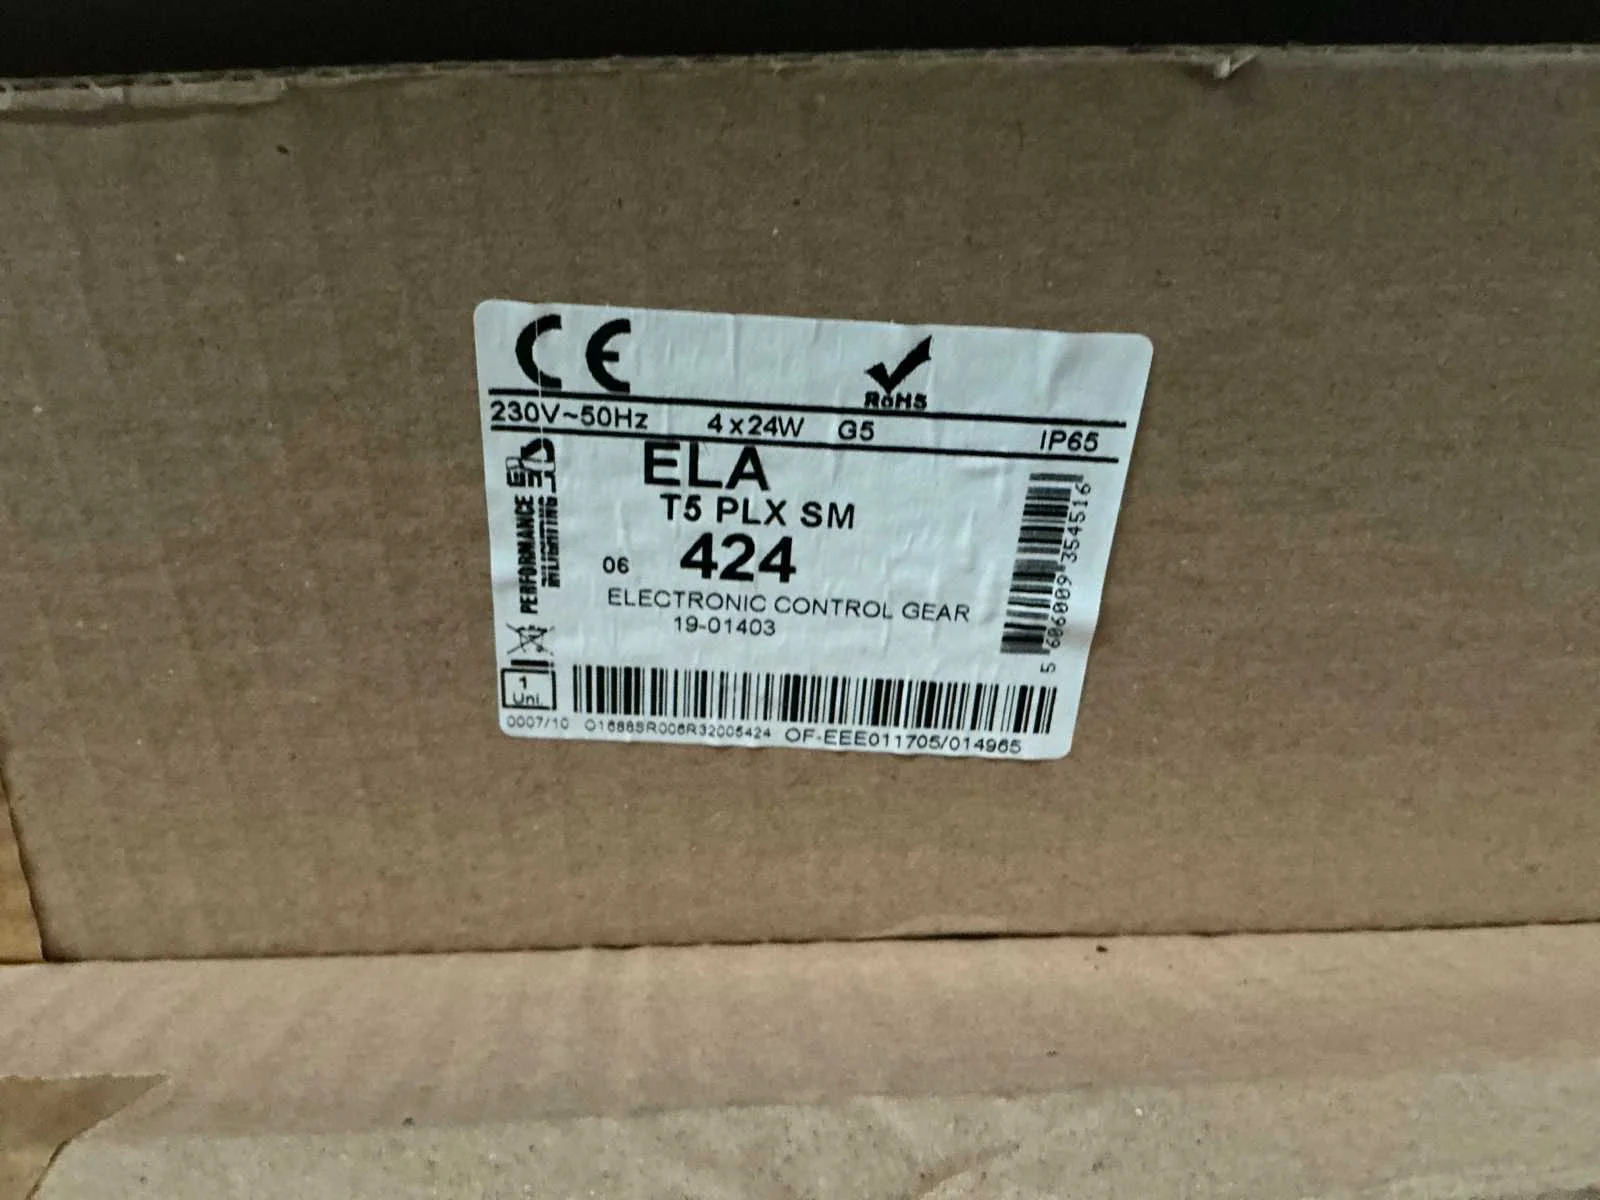 CE
RoHS
230V~50Hz 4x24W G5 IP65
ELA
T5 PLX SM
06 424
ELECTRONIC CONTROL GEAR
19-01403
PERFORMANCE
IN LIGHTING
5 606009 354516
1
Uni.
0007/10 O1688SR006R32005424 OF-EEE011705/014965